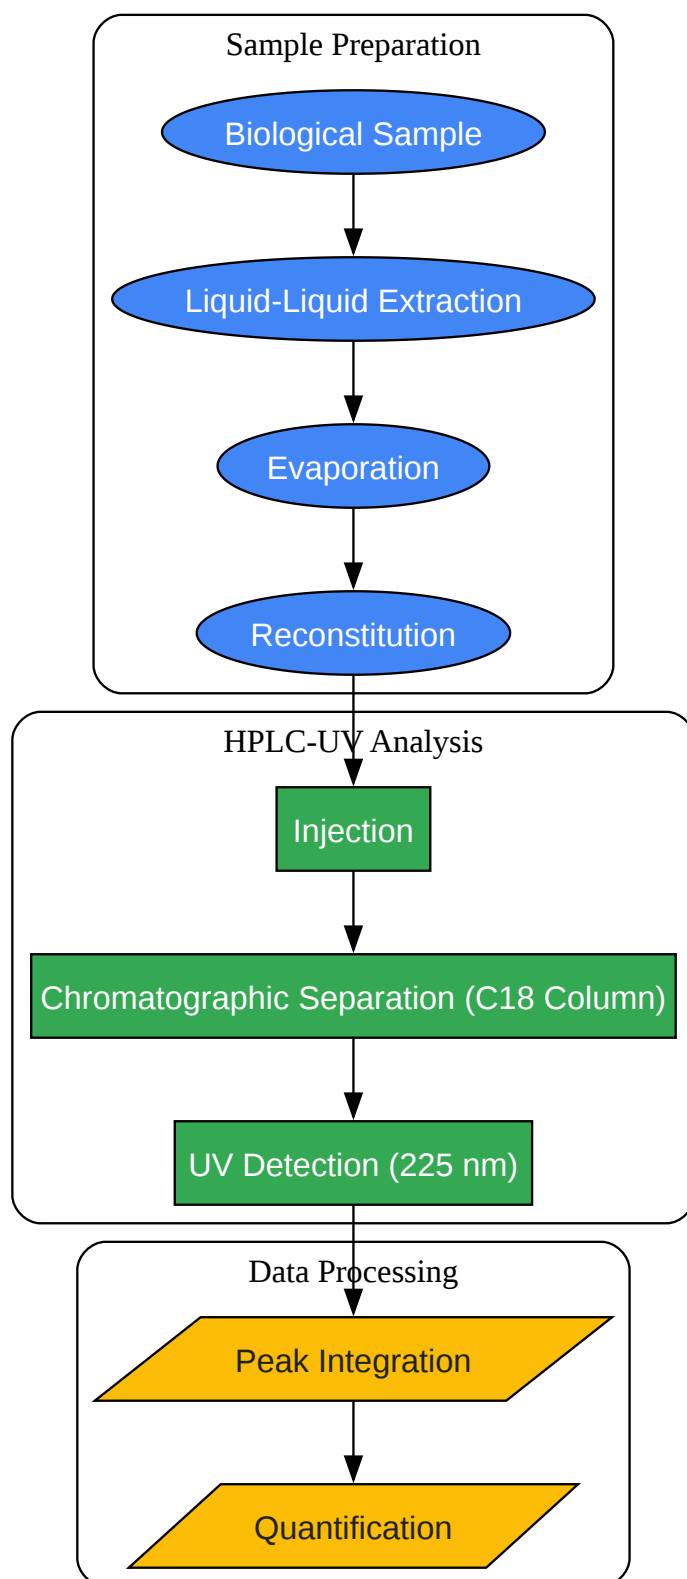 Sample Preparation
Biological Sample
Liquid-Liquid Extraction
Evaporation
Reconstitution
HPLC-UV Analysis
Injection
Chromatographic Separation (C18 Column)
UV Detection (225 nm)
Data Processing
Peak Integration
Quantification